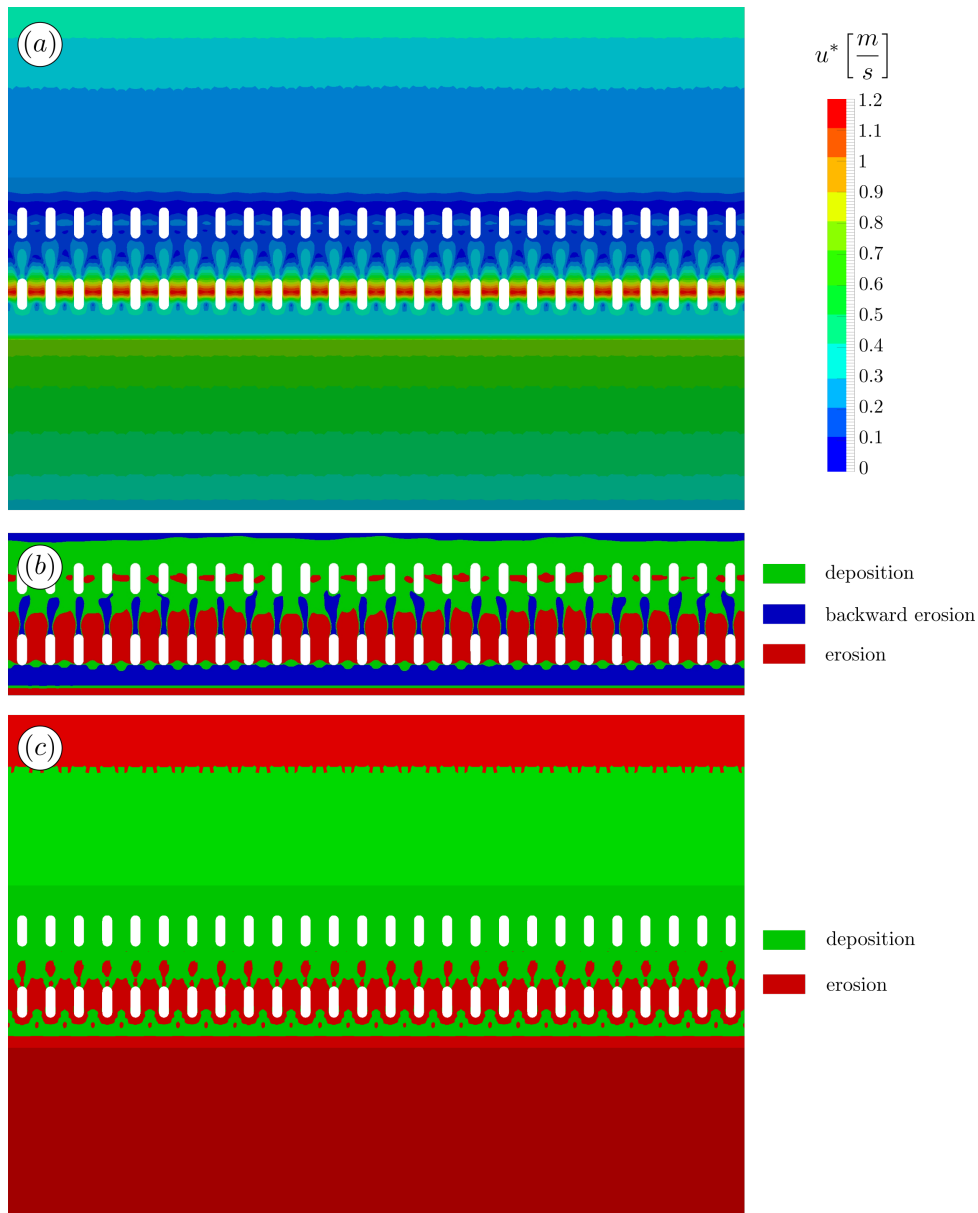 (a)
u* [m/s]
1.2
1.1
1
0.9
0.8
0.7
0.6
0.5
0.4
0.3
0.2
0.1
0
(b)
deposition
backward erosion
erosion
(c)
deposition
erosion